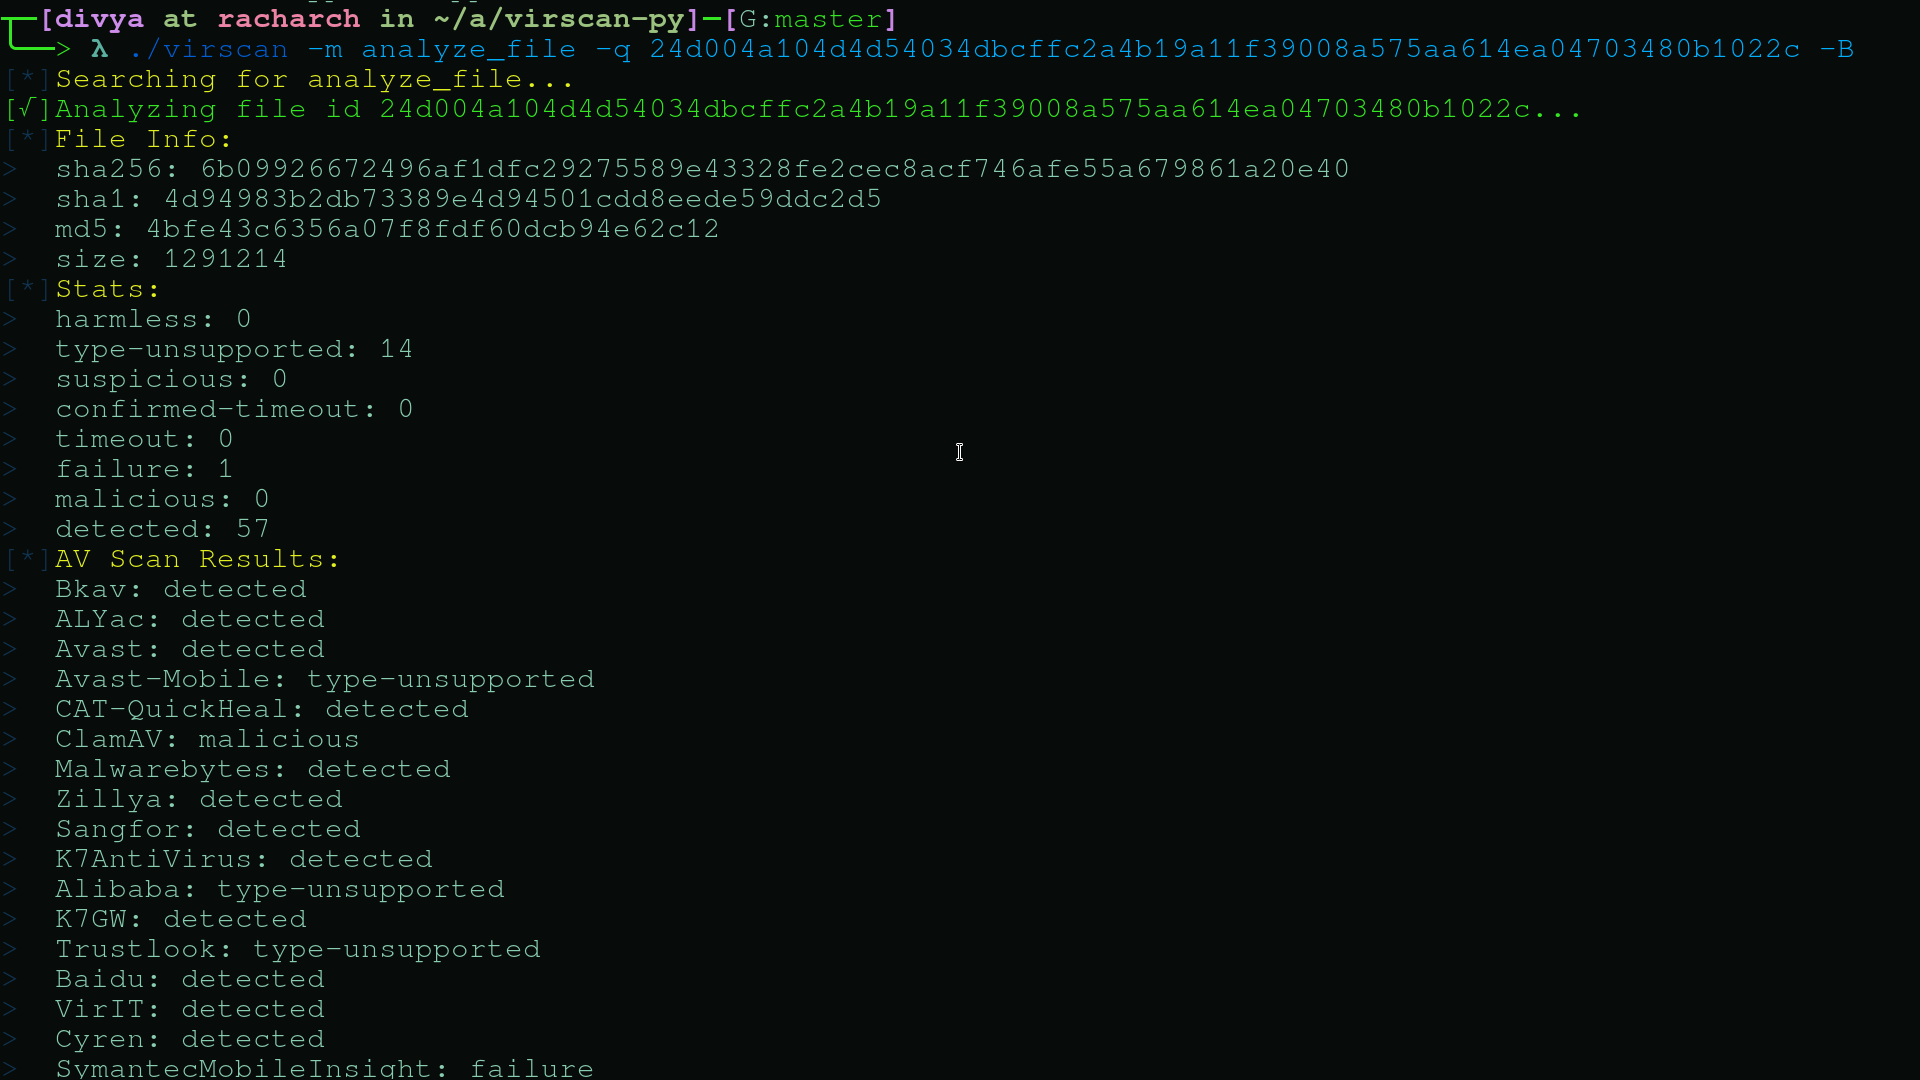 [divya at racharch in ~/a/virscan-py]-[G:master]
> λ ./virscan -m analyze_file -q 24d004a104d4d54034dbcffc2a4b19a11f39008a575aa614ea04703480b1022c -B
[*]Searching for analyze_file...
[√]Analyzing file id 24d004a104d4d54034dbcffc2a4b19a11f39008a575aa614ea04703480b1022c...
[*]File Info:
> sha256: 6b09926672496af1dfc29275589e43328fe2cec8acf746afe55a679861a20e40
> sha1: 4d94983b2db73389e4d94501cdd8eede59ddc2d5
> md5: 4bfe43c6356a07f8fdf60dcb94e62c12
> size: 1291214
[*]Stats:
> harmless: 0
> type-unsupported: 14
> suspicious: 0
> confirmed-timeout: 0
> timeout: 0
> failure: 1
> malicious: 0
> detected: 57
[*]AV Scan Results:
> Bkav: detected
> ALYac: detected
> Avast: detected
> Avast-Mobile: type-unsupported
> CAT-QuickHeal: detected
> ClamAV: malicious
> Malwarebytes: detected
> Zillya: detected
> Sangfor: detected
> K7AntiVirus: detected
> Alibaba: type-unsupported
> K7GW: detected
> Trustlook: type-unsupported
> Baidu: detected
> VirIT: detected
> Cyren: detected
> SymantecMobileInsight: failure